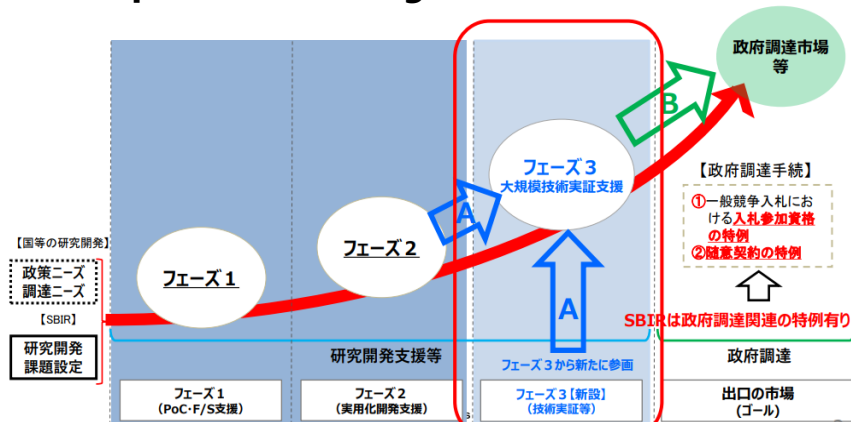 政府調達市場
等
B
フェーズ3
大規模技術実証支援
A
【政府調達手続】
①一般競争入札にお
ける入札参加資格
の特例
②随意契約の特例
フェーズ2
【国等の研究開発】
政策ニーズ
調達ニーズ
フェーズ1
【SBIR】
A
SBIRは政府調達関連の特例有り
研究開発
課題設定
研究開発支援等
フェーズ3から新たに参画
政府調達
フェーズ1
(PoC・F/S支援)
フェーズ2
(実用化開発支援)
フェーズ3【新設】
(技術実証等)
出口の市場
(ゴール)